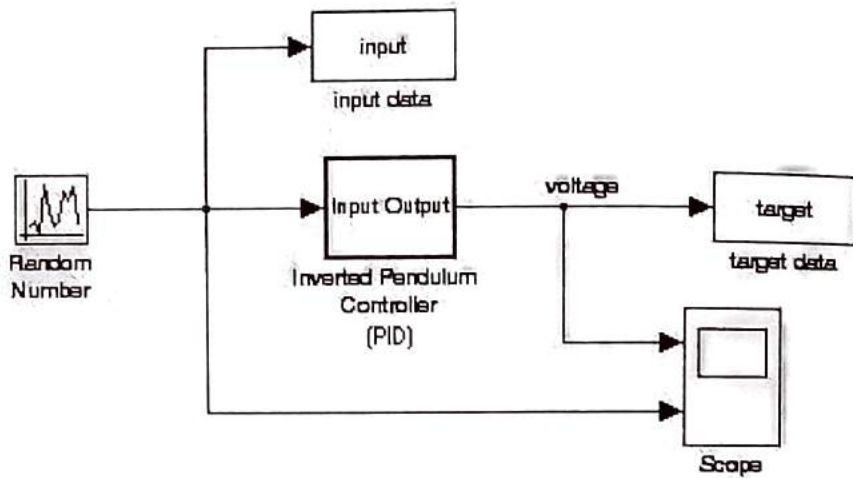 input
input data
Random
Number
Input Output
Inverted Pendulum
Controller
(PID)
voltage
target
target data
Scope